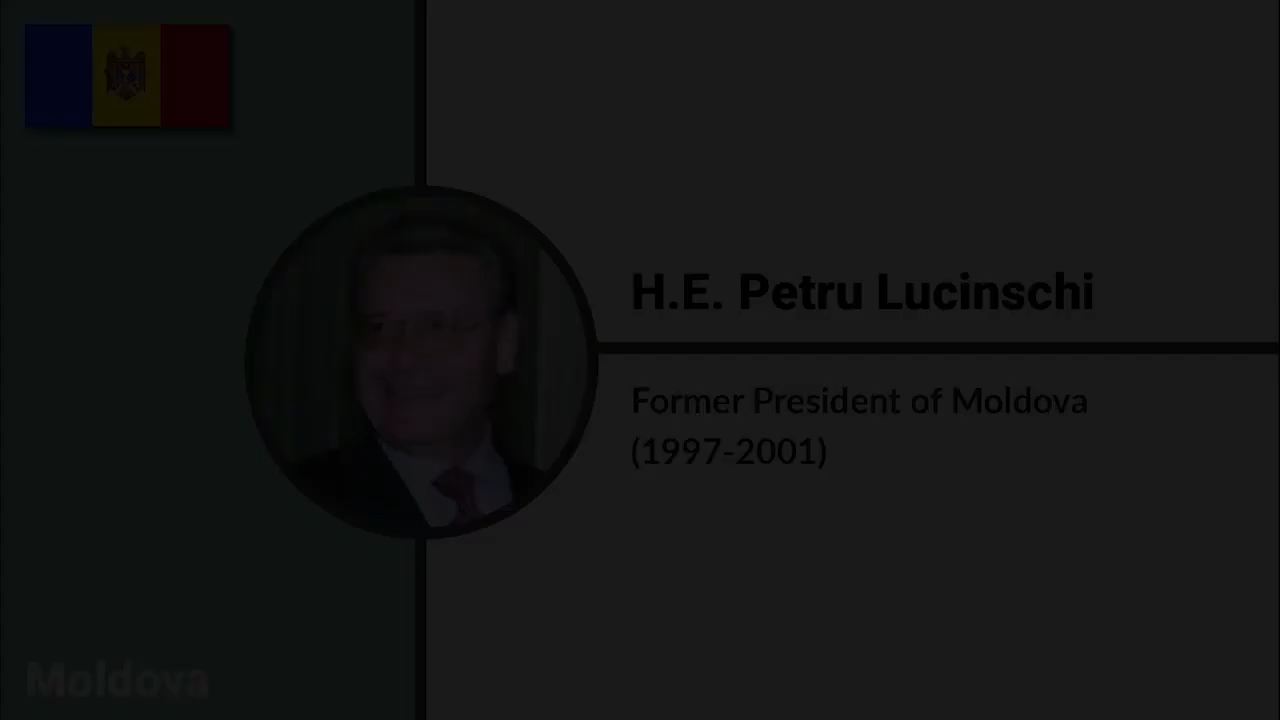 H.E. Petru Lucinschi
Former President of Moldova
(1997-2001)
Moldova